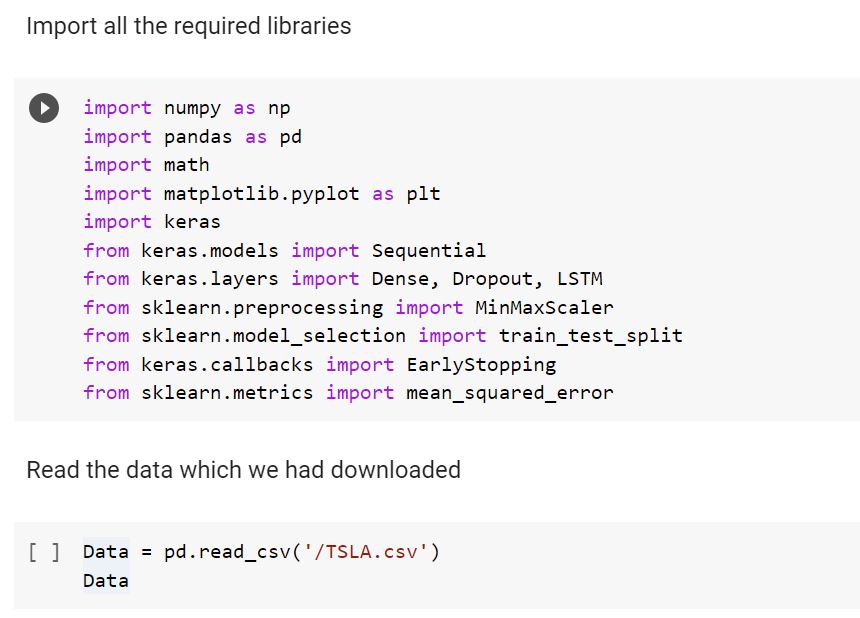 Import all the required libraries
import numpy as np
import pandas as pd
import math
import matplotlib.pyplot as plt
import keras
from keras.models import Sequential
from keras.layers import Dense, Dropout, LSTM
from sklearn.preprocessing import MinMaxScaler
from sklearn.model_selection import train_test_split
from keras.callbacks import EarlyStopping
from sklearn.metrics import mean_squared_error
Read the data which we had downloaded
[ ] Data = pd.read_csv('/TSLA.csv')
Data